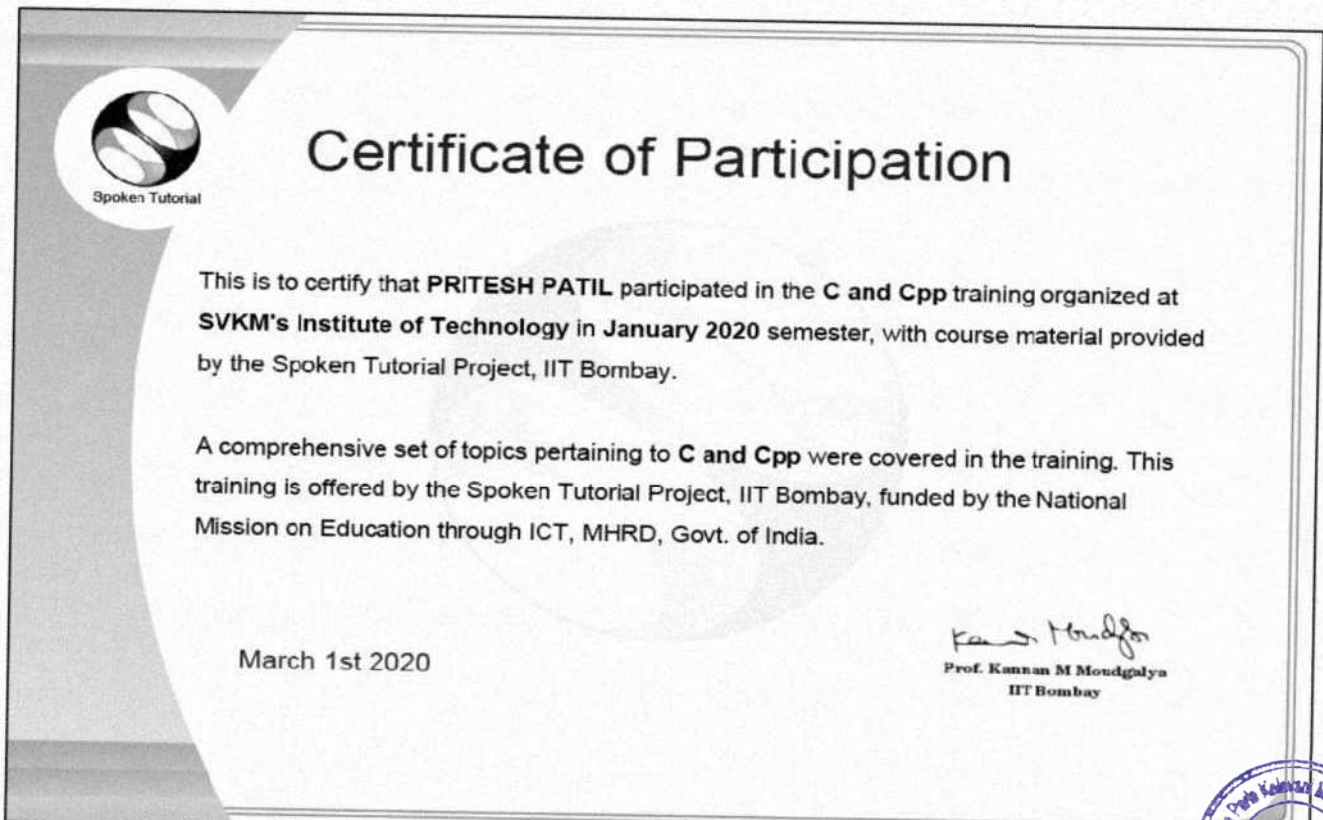 Spoken Tutorial
Certificate of Participation
This is to certify that PRITESH PATIL participated in the C and Cpp training organized at
SVKM's Institute of Technology in January 2020 semester, with course material provided
by the Spoken Tutorial Project, IIT Bombay.
A comprehensive set of topics pertaining to C and Cpp were covered in the training. This
training is offered by the Spoken Tutorial Project, IIT Bombay, funded by the National
Mission on Education through ICT, MHRD, Govt. of India.
March 1st 2020
Prof. Kannan M Moudgalya
IIT Bombay